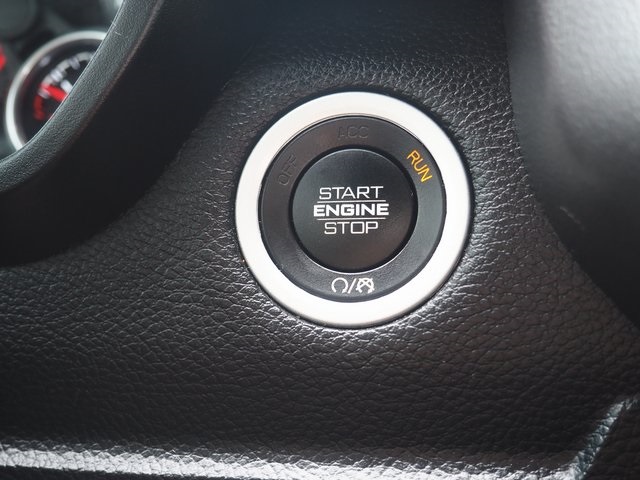 OFF
ACC
RUN
START
ENGINE
STOP